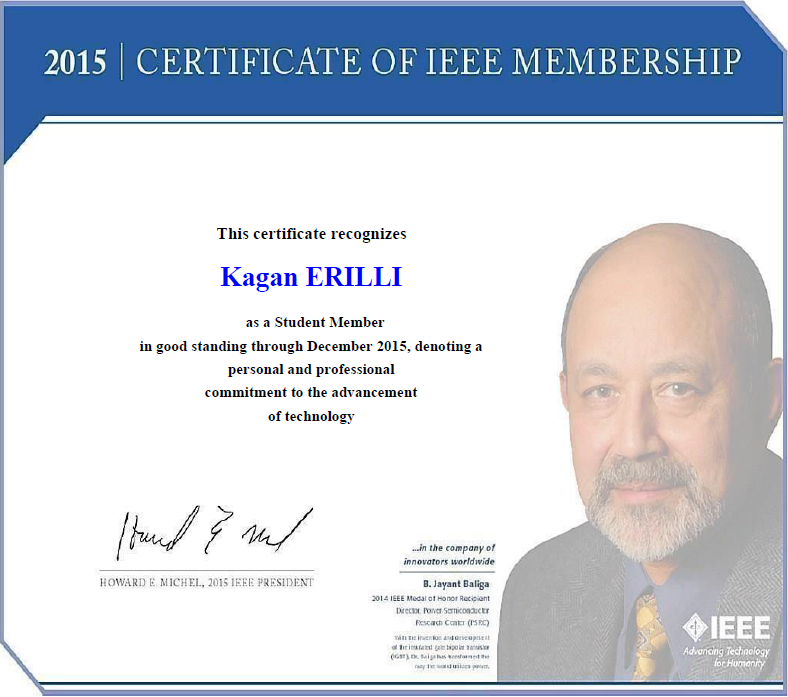 2015 | CERTIFICATE OF IEEE MEMBERSHIP
This certificate recognizes
Kagan ERILLI
as a Student Member
in good standing through December 2015, denoting a
personal and professional
commitment to the advancement
of technology
HOWARD E. MICHEL, 2015 IEEE PRESIDENT
...in the company of
innovators worldwide
B. Jayant Baliga
2014 IEEE Medal of Honor Recipient
Director, Power Semiconductor
Research Center (PSRC)
With the invention and development
of the insulated gate bipolar transistor
(IGBT), Dr. Baliga has transformed the
way the world utilizes power.
IEEE
Advancing Technology
for Humanity